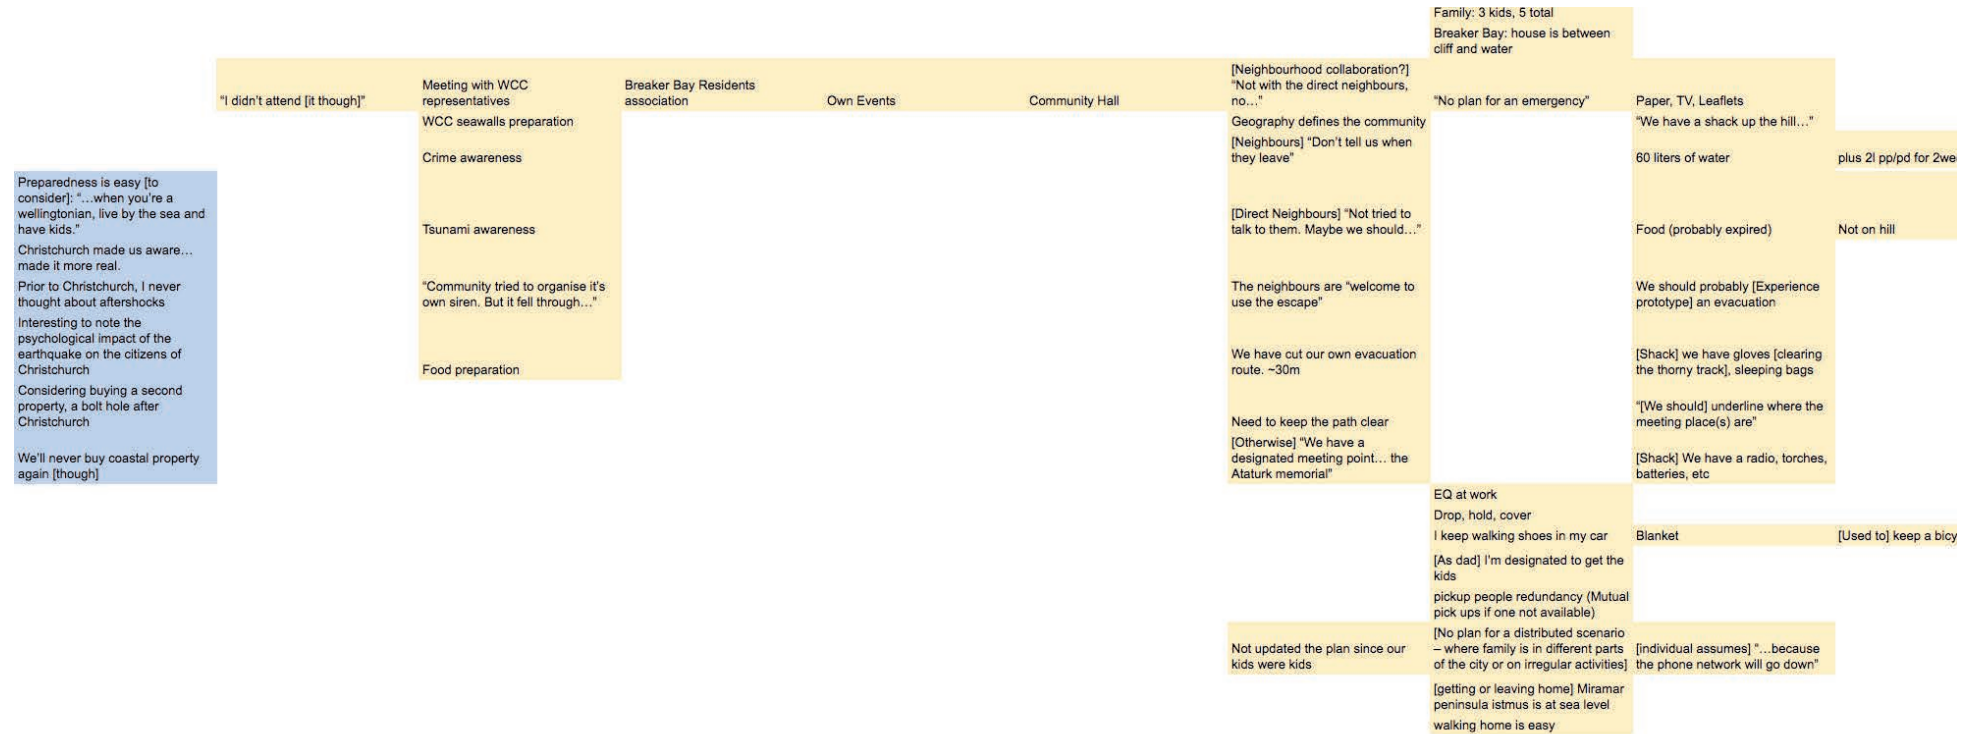 Family: 3 kids, 5 total
Breaker Bay: house is between
cliff and water
"I didn't attend [it though]"
Meeting with WCC
representatives
Breaker Bay Residents
association
Own Events
Community Hall
[Neighbourhood collaboration?]
"Not with the direct neighbours,
no…"
"No plan for an emergency"
Paper, TV, Leaflets
WCC seawalls preparation
Geography defines the community
"We have a shack up the hill…"
Crime awareness
[Neighbours] "Don't tell us when
they leave"
60 liters of water
plus 2l pp/pd for 2we
Preparedness is easy [to
consider]: "…when you're a
wellingtonian, live by the sea and
have kids."
Tsunami awareness
[Direct Neighbours] "Not tried to
talk to them. Maybe we should…"
Food (probably expired)
Not on hill
Christchurch made us aware…
made it more real.
Prior to Christchurch, I never
thought about aftershocks
"Community tried to organise it's
own siren. But it fell through…"
The neighbours are "welcome to
use the escape"
We should probably [Experience
prototype] an evacuation
Interesting to note the
psychological impact of the
earthquake on the citizens of
Christchurch
Food preparation
We have cut our own evacuation
route. ~30m
[Shack] we have gloves [clearing
the thorny track], sleeping bags
Considering buying a second
property, a bolt hole after
Christchurch
Need to keep the path clear
"[We should] underline where the
meeting place(s) are"
We'll never buy coastal property
again [though]
[Otherwise] "We have a
designated meeting point… the
Ataturk memorial"
[Shack] We have a radio, torches,
batteries, etc
EQ at work
Drop, hold, cover
I keep walking shoes in my car
Blanket
[Used to] keep a bicy
[As dad] I'm designated to get the
kids
pickup people redundancy (Mutual
pick ups if one not available)
Not updated the plan since our
kids were kids
[No plan for a distributed scenario
– where family is in different parts
of the city or on irregular activities]
[individual assumes] "…because
the phone network will go down"
[getting or leaving home] Miramar
peninsula istmus is at sea level
walking home is easy